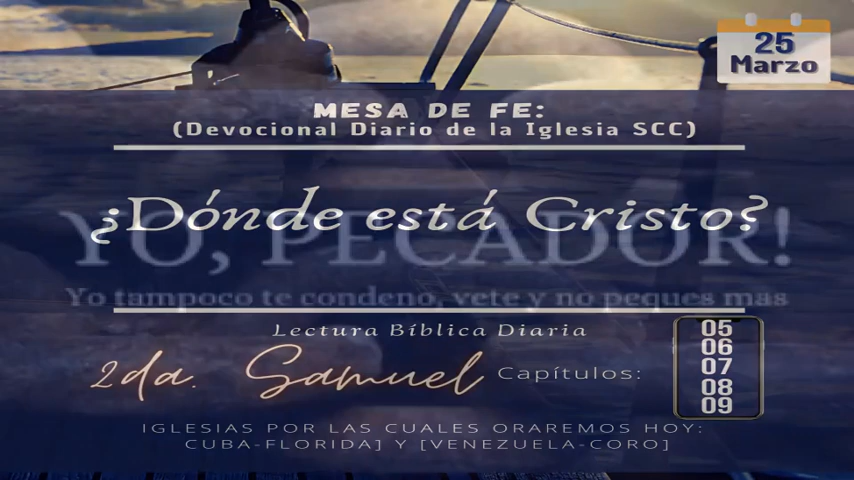 25
Marzo
MESA DE FE:
(Devocional Diario de la Iglesia SCC)
¿Dónde está Cristo?
YO, PECADOR!
Yo tampoco te condeno, vete y no peques mas
Lectura Bíblica Diaria
2da. Samuel Capítulos:
05
06
07
08
09
IGLESIAS POR LAS CUALES ORAREMOS HOY:
CUBA-FLORIDA] Y [VENEZUELA-CORO]